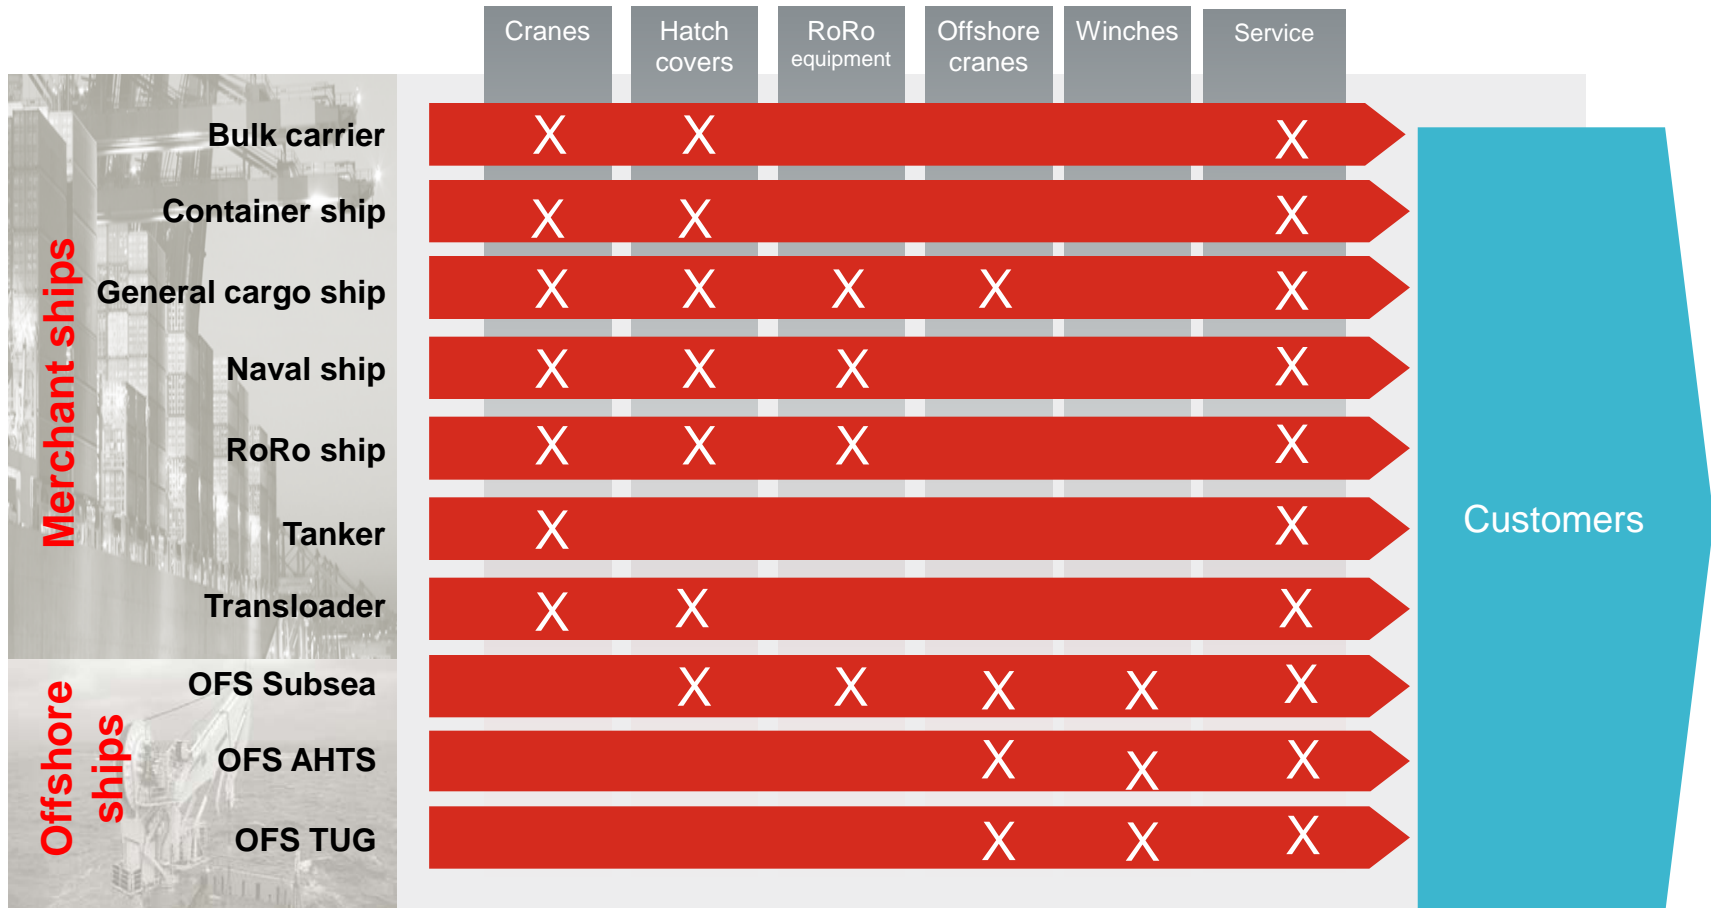 Cranes
Hatch
covers
RoRo
equipment
Offshore
cranes
Winches
Service
Merchant ships
Bulk carrier X X X
Container ship X X X
General cargo ship X X X X X
Naval ship X X X X
RoRo ship X X X X
Tanker X X
Transloader X X X
Offshore
ships
OFS Subsea X X X X X
OFS AHTS X X X
OFS TUG X X X
Customers